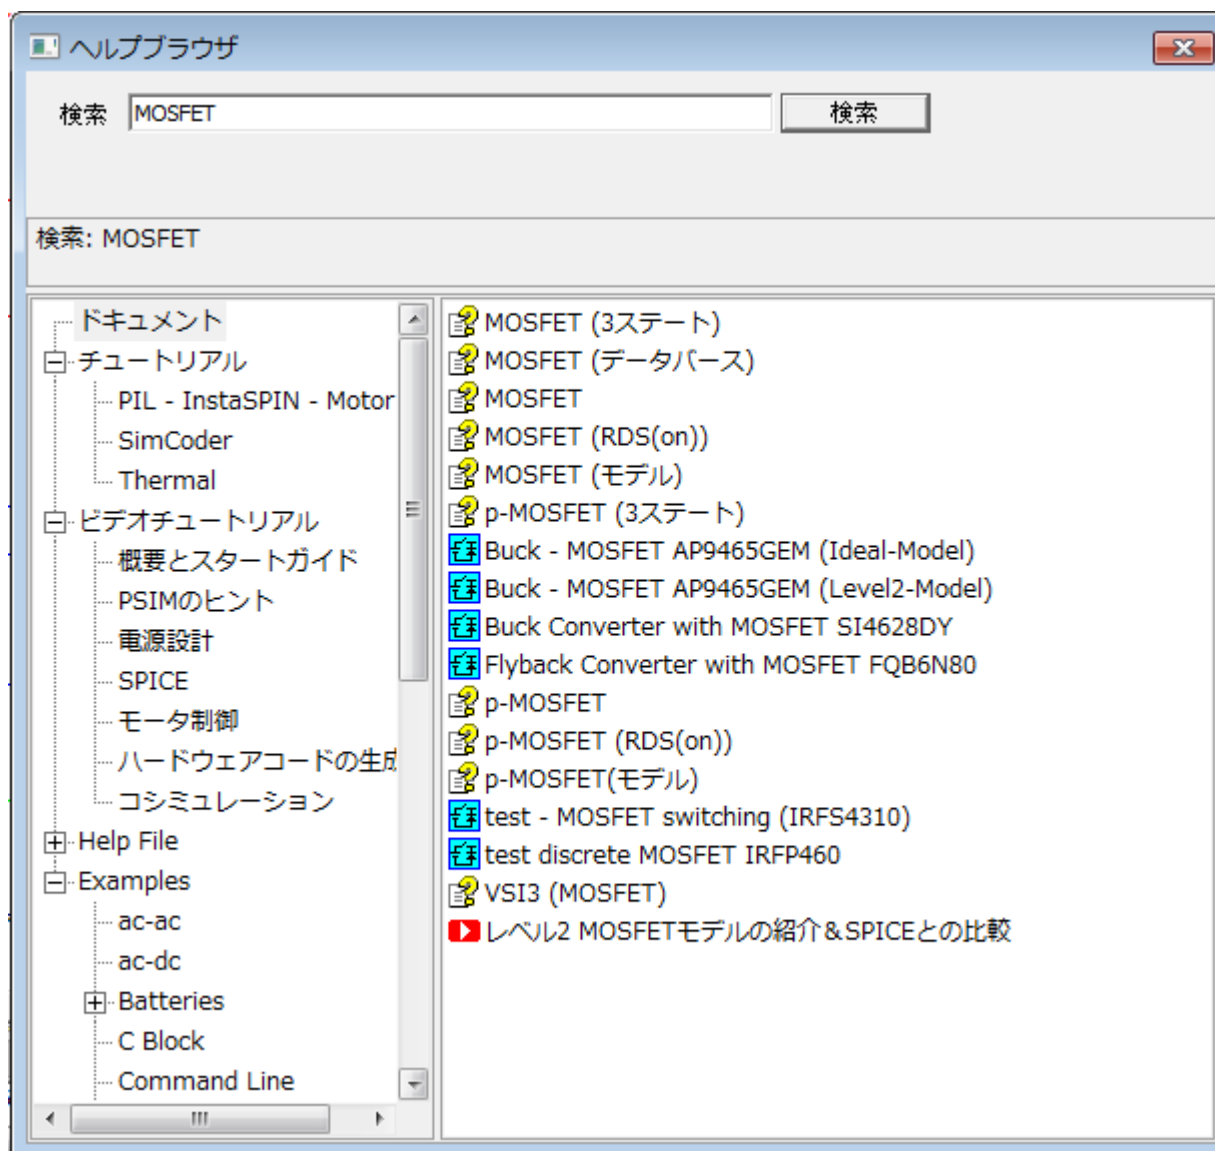 ヘルプブラウザ
検索 MOSFET 検索
検索: MOSFET
ドキュメント
チュートリアル
PIL - InstaSPIN - Motor
SimCoder
Thermal
ビデオチュートリアル
概要とスタートガイド
PSIMのヒント
電源設計
SPICE
モータ制御
ハードウェアコードの生成
コシミュレーション
Help File
Examples
ac-ac
ac-dc
Batteries
C Block
Command Line
MOSFET (3ステート)
MOSFET (データバース)
MOSFET
MOSFET (RDS(on))
MOSFET (モデル)
p-MOSFET (3ステート)
Buck - MOSFET AP9465GEM (Ideal-Model)
Buck - MOSFET AP9465GEM (Level2-Model)
Buck Converter with MOSFET SI4628DY
Flyback Converter with MOSFET FQB6N80
p-MOSFET
p-MOSFET (RDS(on))
p-MOSFET(モデル)
test - MOSFET switching (IRFS4310)
test discrete MOSFET IRFP460
VSI3 (MOSFET)
レベル2 MOSFETモデルの紹介&SPICEとの比較